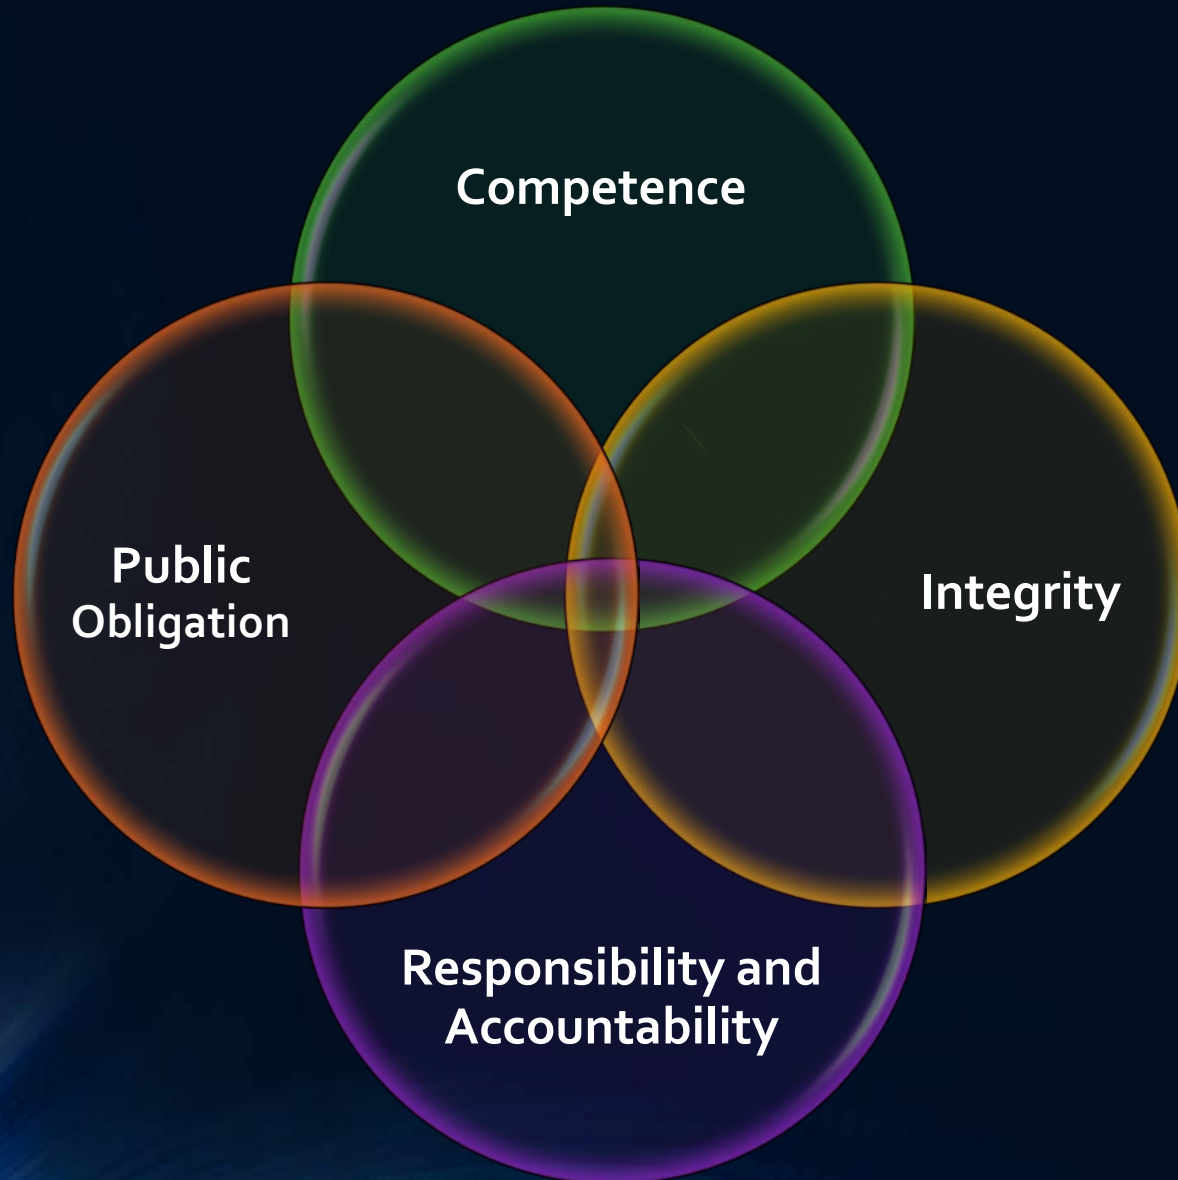 Competence
Public
Obligation
Integrity
Responsibility and
Accountability